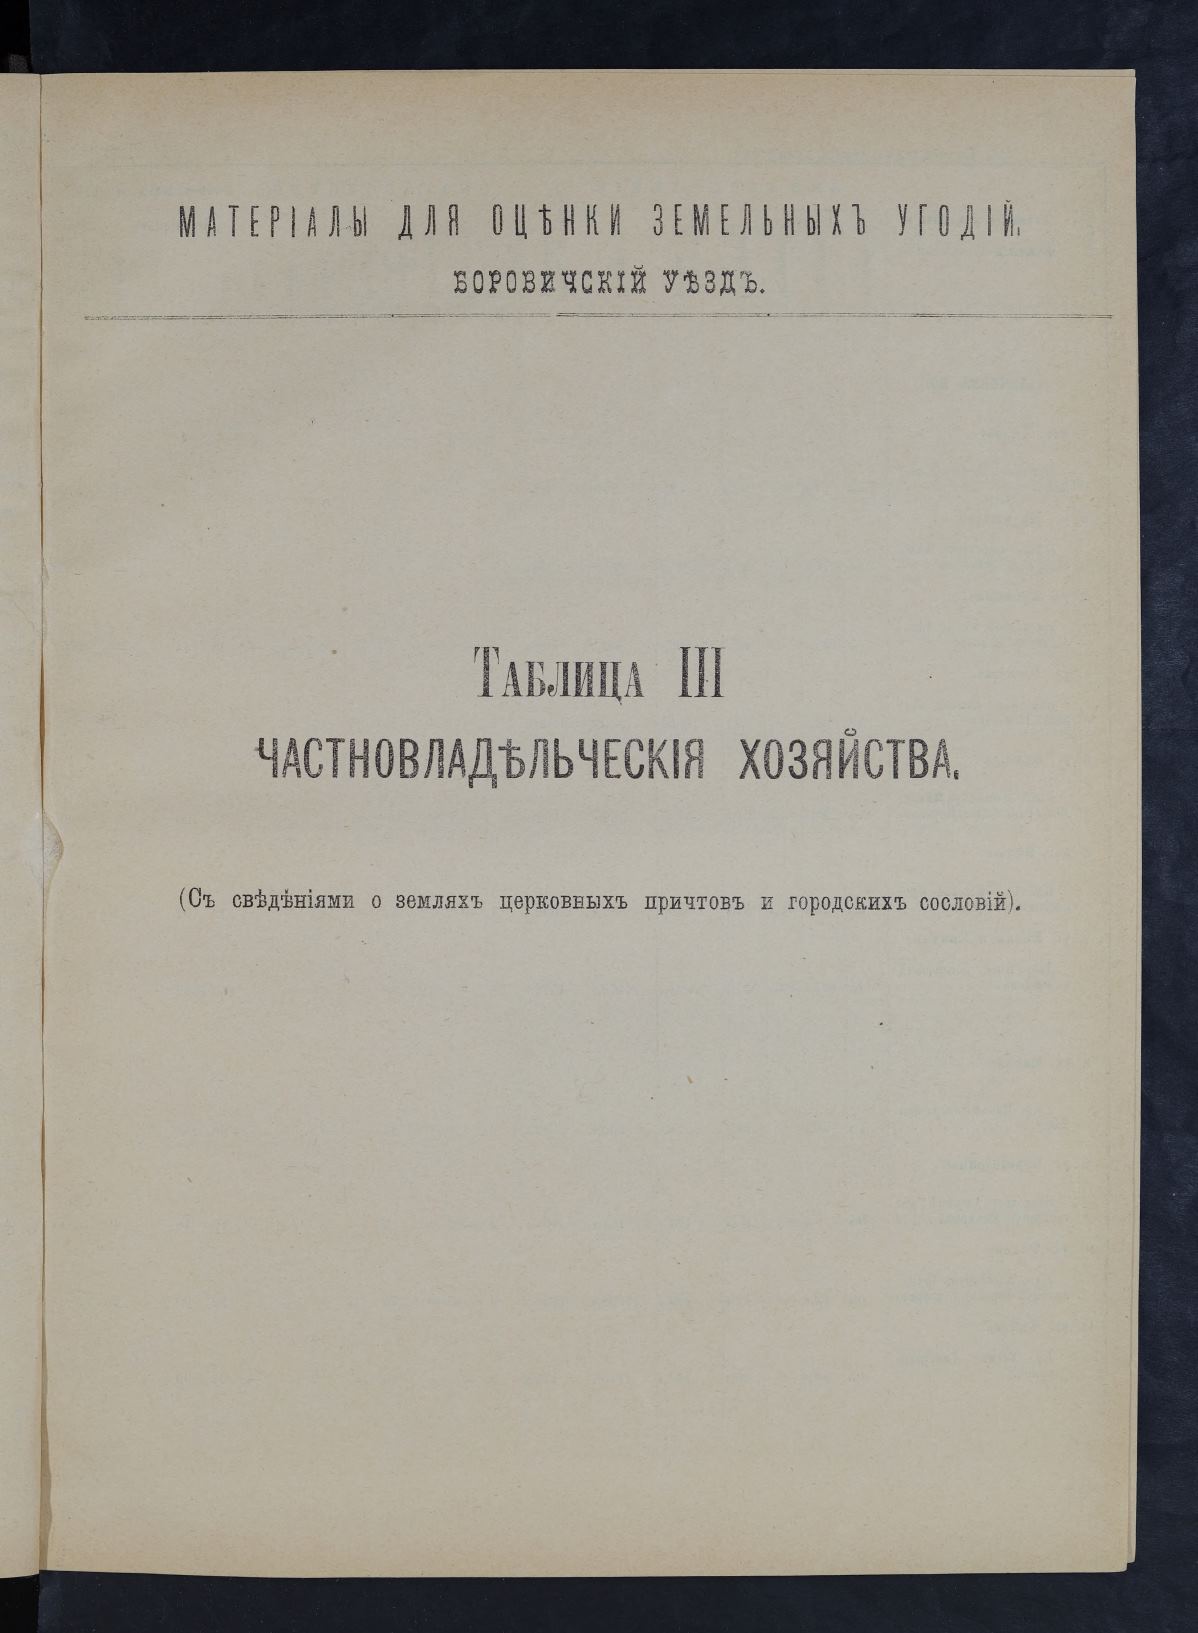 МАТЕРІАЛЫ ДЛЯ ОЦѢНКИ ЗЕМЕЛЬНЫХЪ УГОДІЙ.
БОРОВИЧСКІЙ УѢЗДЪ.
ТАБЛИЦА III
ЧАСТНОВЛАДѢЛЬЧЕСКІЯ ХОЗЯЙСТВА.
(Съ свѣдѣніями о земляхъ церковныхъ причтовъ и городскихъ сословій).